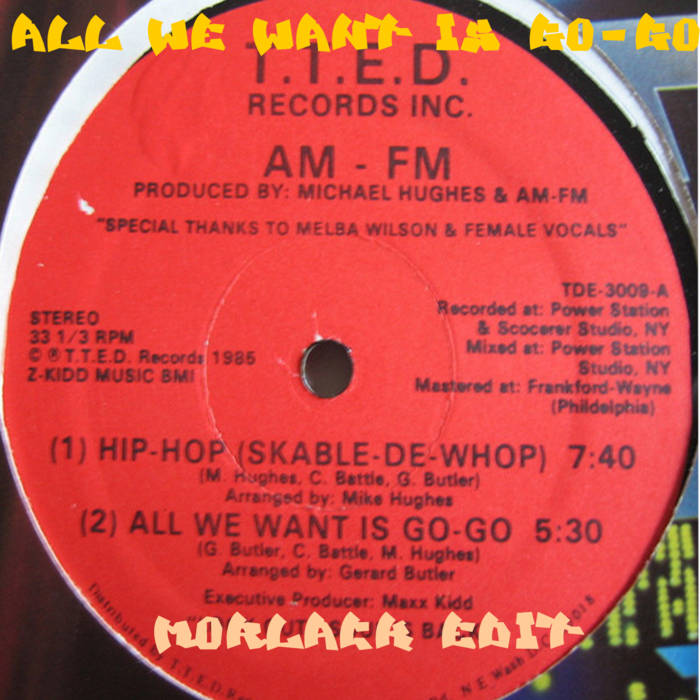 ALL WE WANT IS GO-GO
T.T.E.D.
RECORDS INC.
AM - FM
PRODUCED BY: MICHAEL HUGHES & AM-FM
"SPECIAL THANKS TO MELBA WILSON & FEMALE VOCALS"
TDE-3009-A
Recorded at: Power Station
& Scocerer Studio, NY
Mixed at: Power Station
Studio, NY
Mastered at: Frankford-Wayne
(Phildelphia)
STEREO
33 1/3 RPM
© ® T.T.E.D. Records 1985
Z-KIDD MUSIC BMI
(1) HIP-HOP (SKABLE-DE-WHOP) 7:40
(M. Hughes, C. Battle, G. Butler)
Arranged by: Mike Hughes
(2) ALL WE WANT IS GO-GO 5:30
(G. Butler, C. Battle, M. Hughes)
Arranged by: Gerard Butler
Executive Producer: Maxx Kidd
MORLACK EDIT
Distributed by T.T.E.D. N.E. Wash